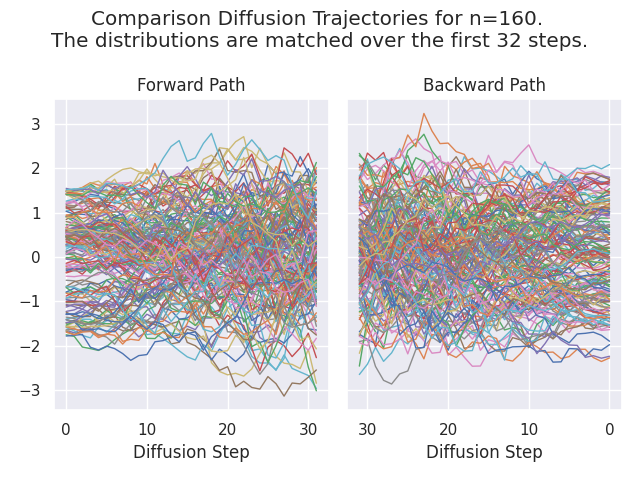 Comparison Diffusion Trajectories for n=160.
The distributions are matched over the first 32 steps.
Forward Path
Backward Path
3
2
1
0
−1
−2
−3
0 10 20 30
30 20 10 0
Diffusion Step
Diffusion Step